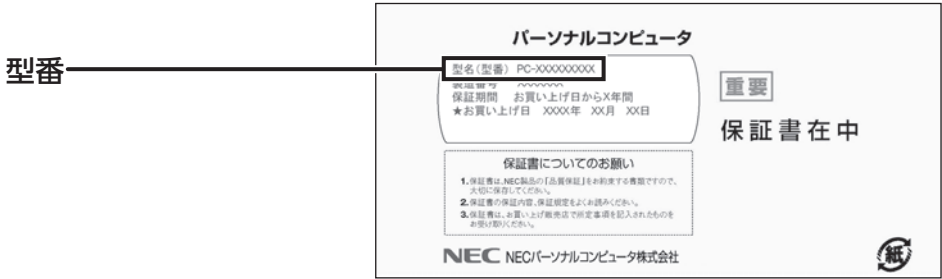 型番
パーソナルコンピュータ
型名(型番) PC-XXXXXXXXX
製造番号 XXXXXXX
保証期間 お買い上げ日からX年間
★お買い上げ日 XXXX年 XX月 XX日
重要
保証書在中
保証書についてのお願い
1.保証書は、NEC製品の『品質保証』をお約束する書類ですので、
大切に保存してください。
2.保証書の保証内容、保証規定をよくお読みください。
3.保証書は、お買い上げ販売店で所定事項を記入されたものを
お受け取りください。
NEC NECパーソナルコンピュータ株式会社
紙